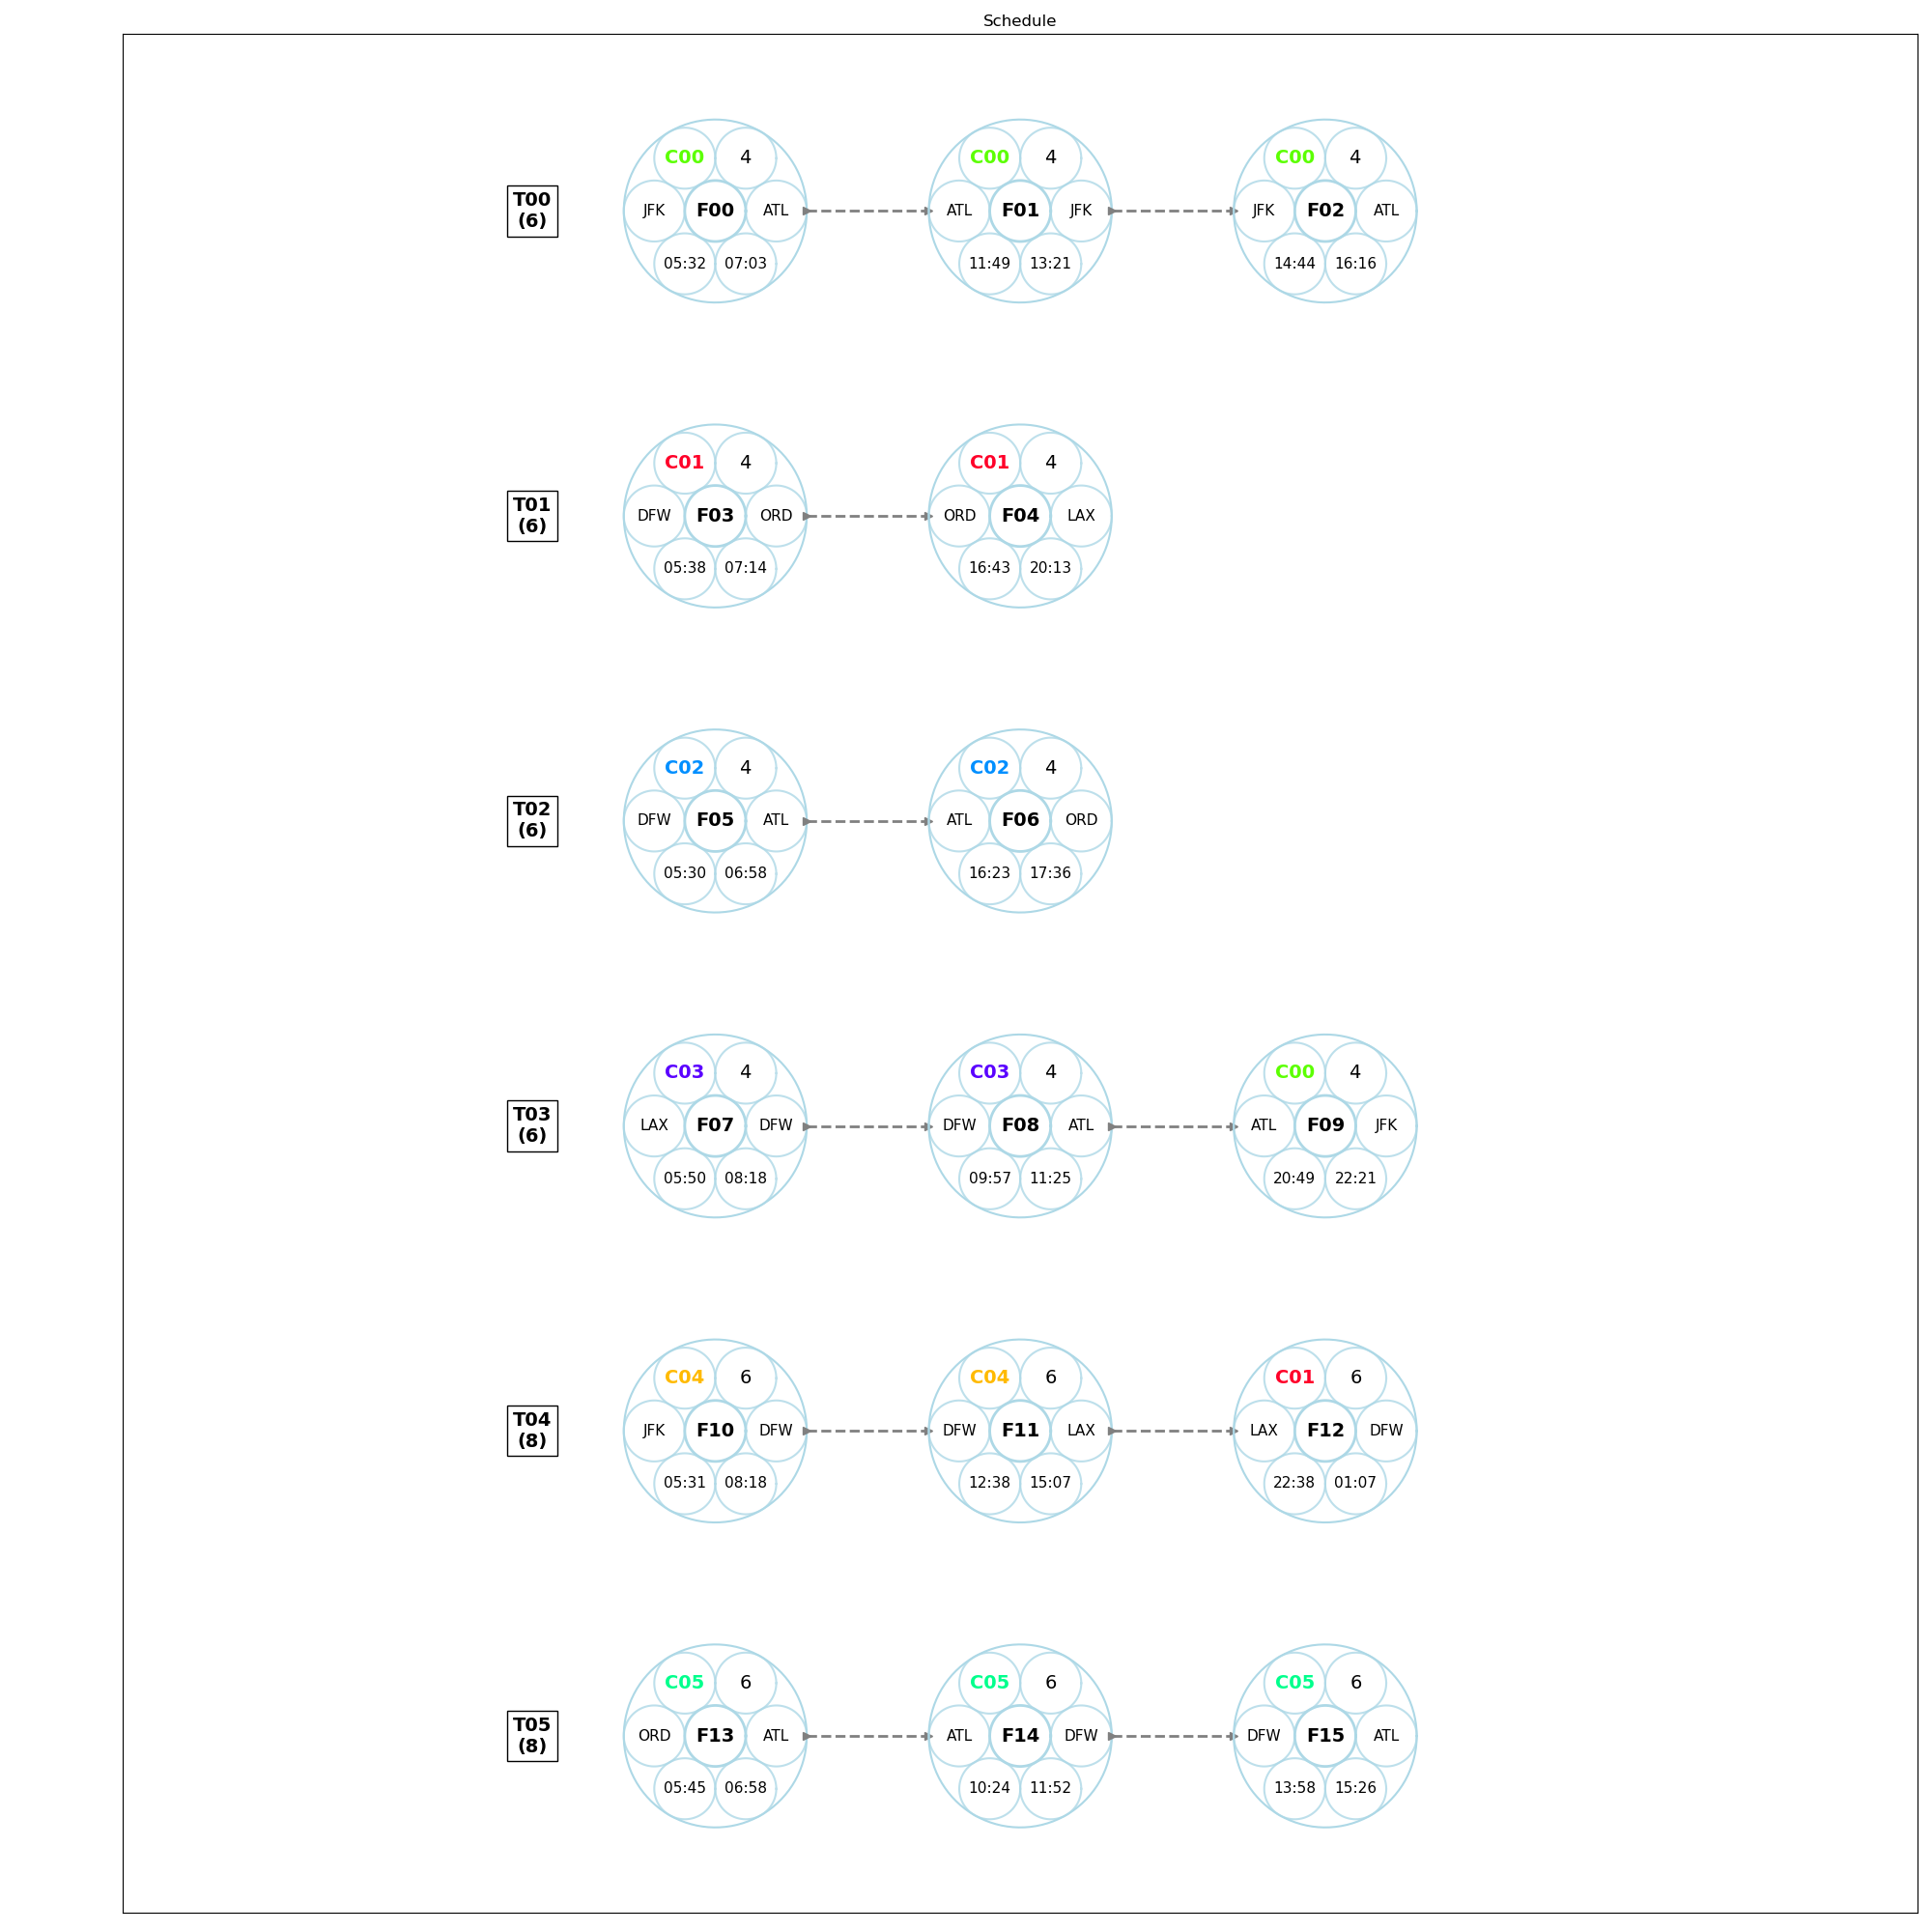 Schedule
T00
(6)
C00 4 C00 4 C00 4
JFK F00 ATL ATL F01 JFK JFK F02 ATL
05:32 07:03 11:49 13:21 14:44 16:16
T01
(6)
C01 4 C01 4
DFW F03 ORD ORD F04 LAX
05:38 07:14 16:43 20:13
T02
(6)
C02 4 C02 4
DFW F05 ATL ATL F06 ORD
05:30 06:58 16:23 17:36
T03
(6)
C03 4 C03 4 C00 4
LAX F07 DFW DFW F08 ATL ATL F09 JFK
05:50 08:18 09:57 11:25 20:49 22:21
T04
(8)
C04 6 C04 6 C01 6
JFK F10 DFW DFW F11 LAX LAX F12 DFW
05:31 08:18 12:38 15:07 22:38 01:07
T05
(8)
C05 6 C05 6 C05 6
ORD F13 ATL ATL F14 DFW DFW F15 ATL
05:45 06:58 10:24 11:52 13:58 15:26